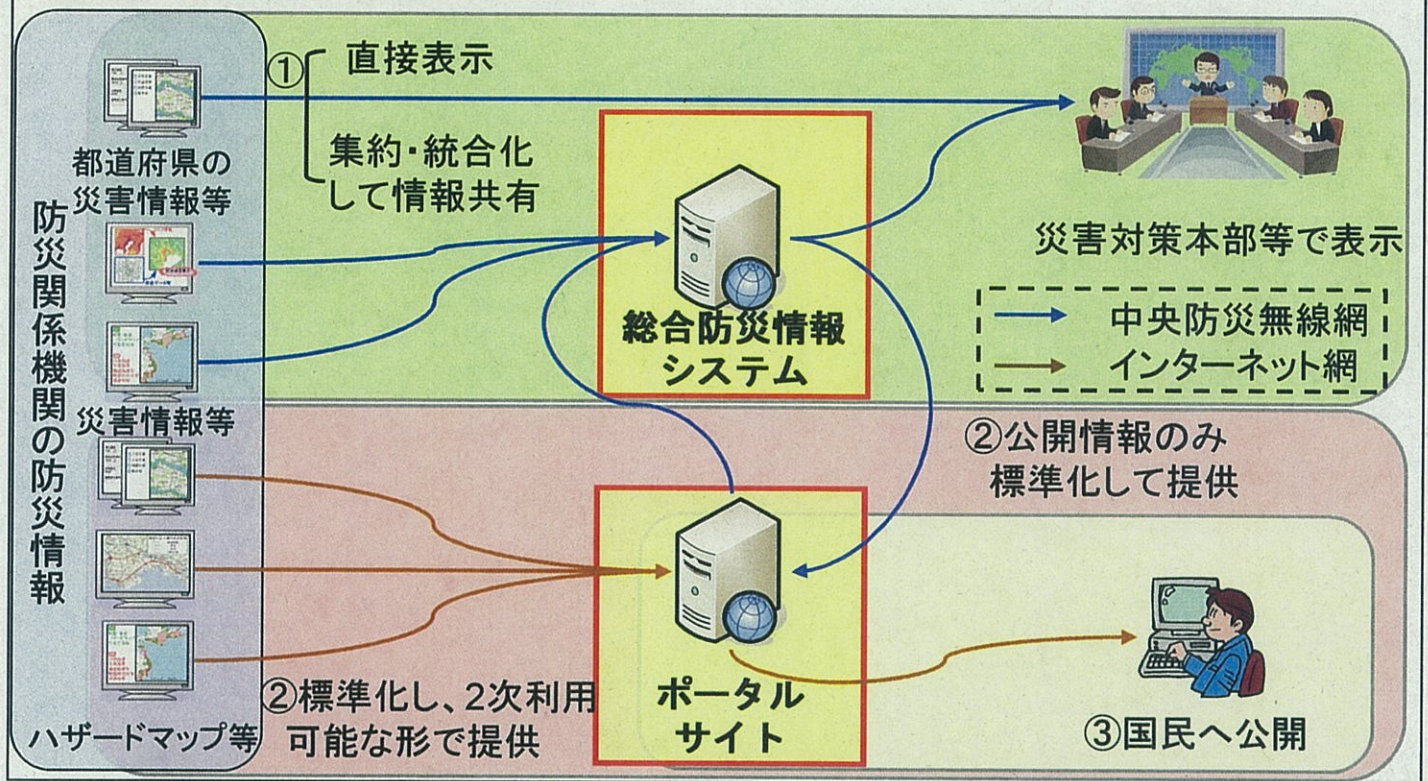 防災関係機関の防災情報
都道府県の
災害情報等
災害情報等
ハザードマップ等
①
直接表示
集約・統合化
して情報共有
総合防災情報
システム
災害対策本部等で表示
中央防災無線網
インターネット網
②公開情報のみ
標準化して提供
②標準化し、2次利用
可能な形で提供
ポータル
サイト
③国民へ公開